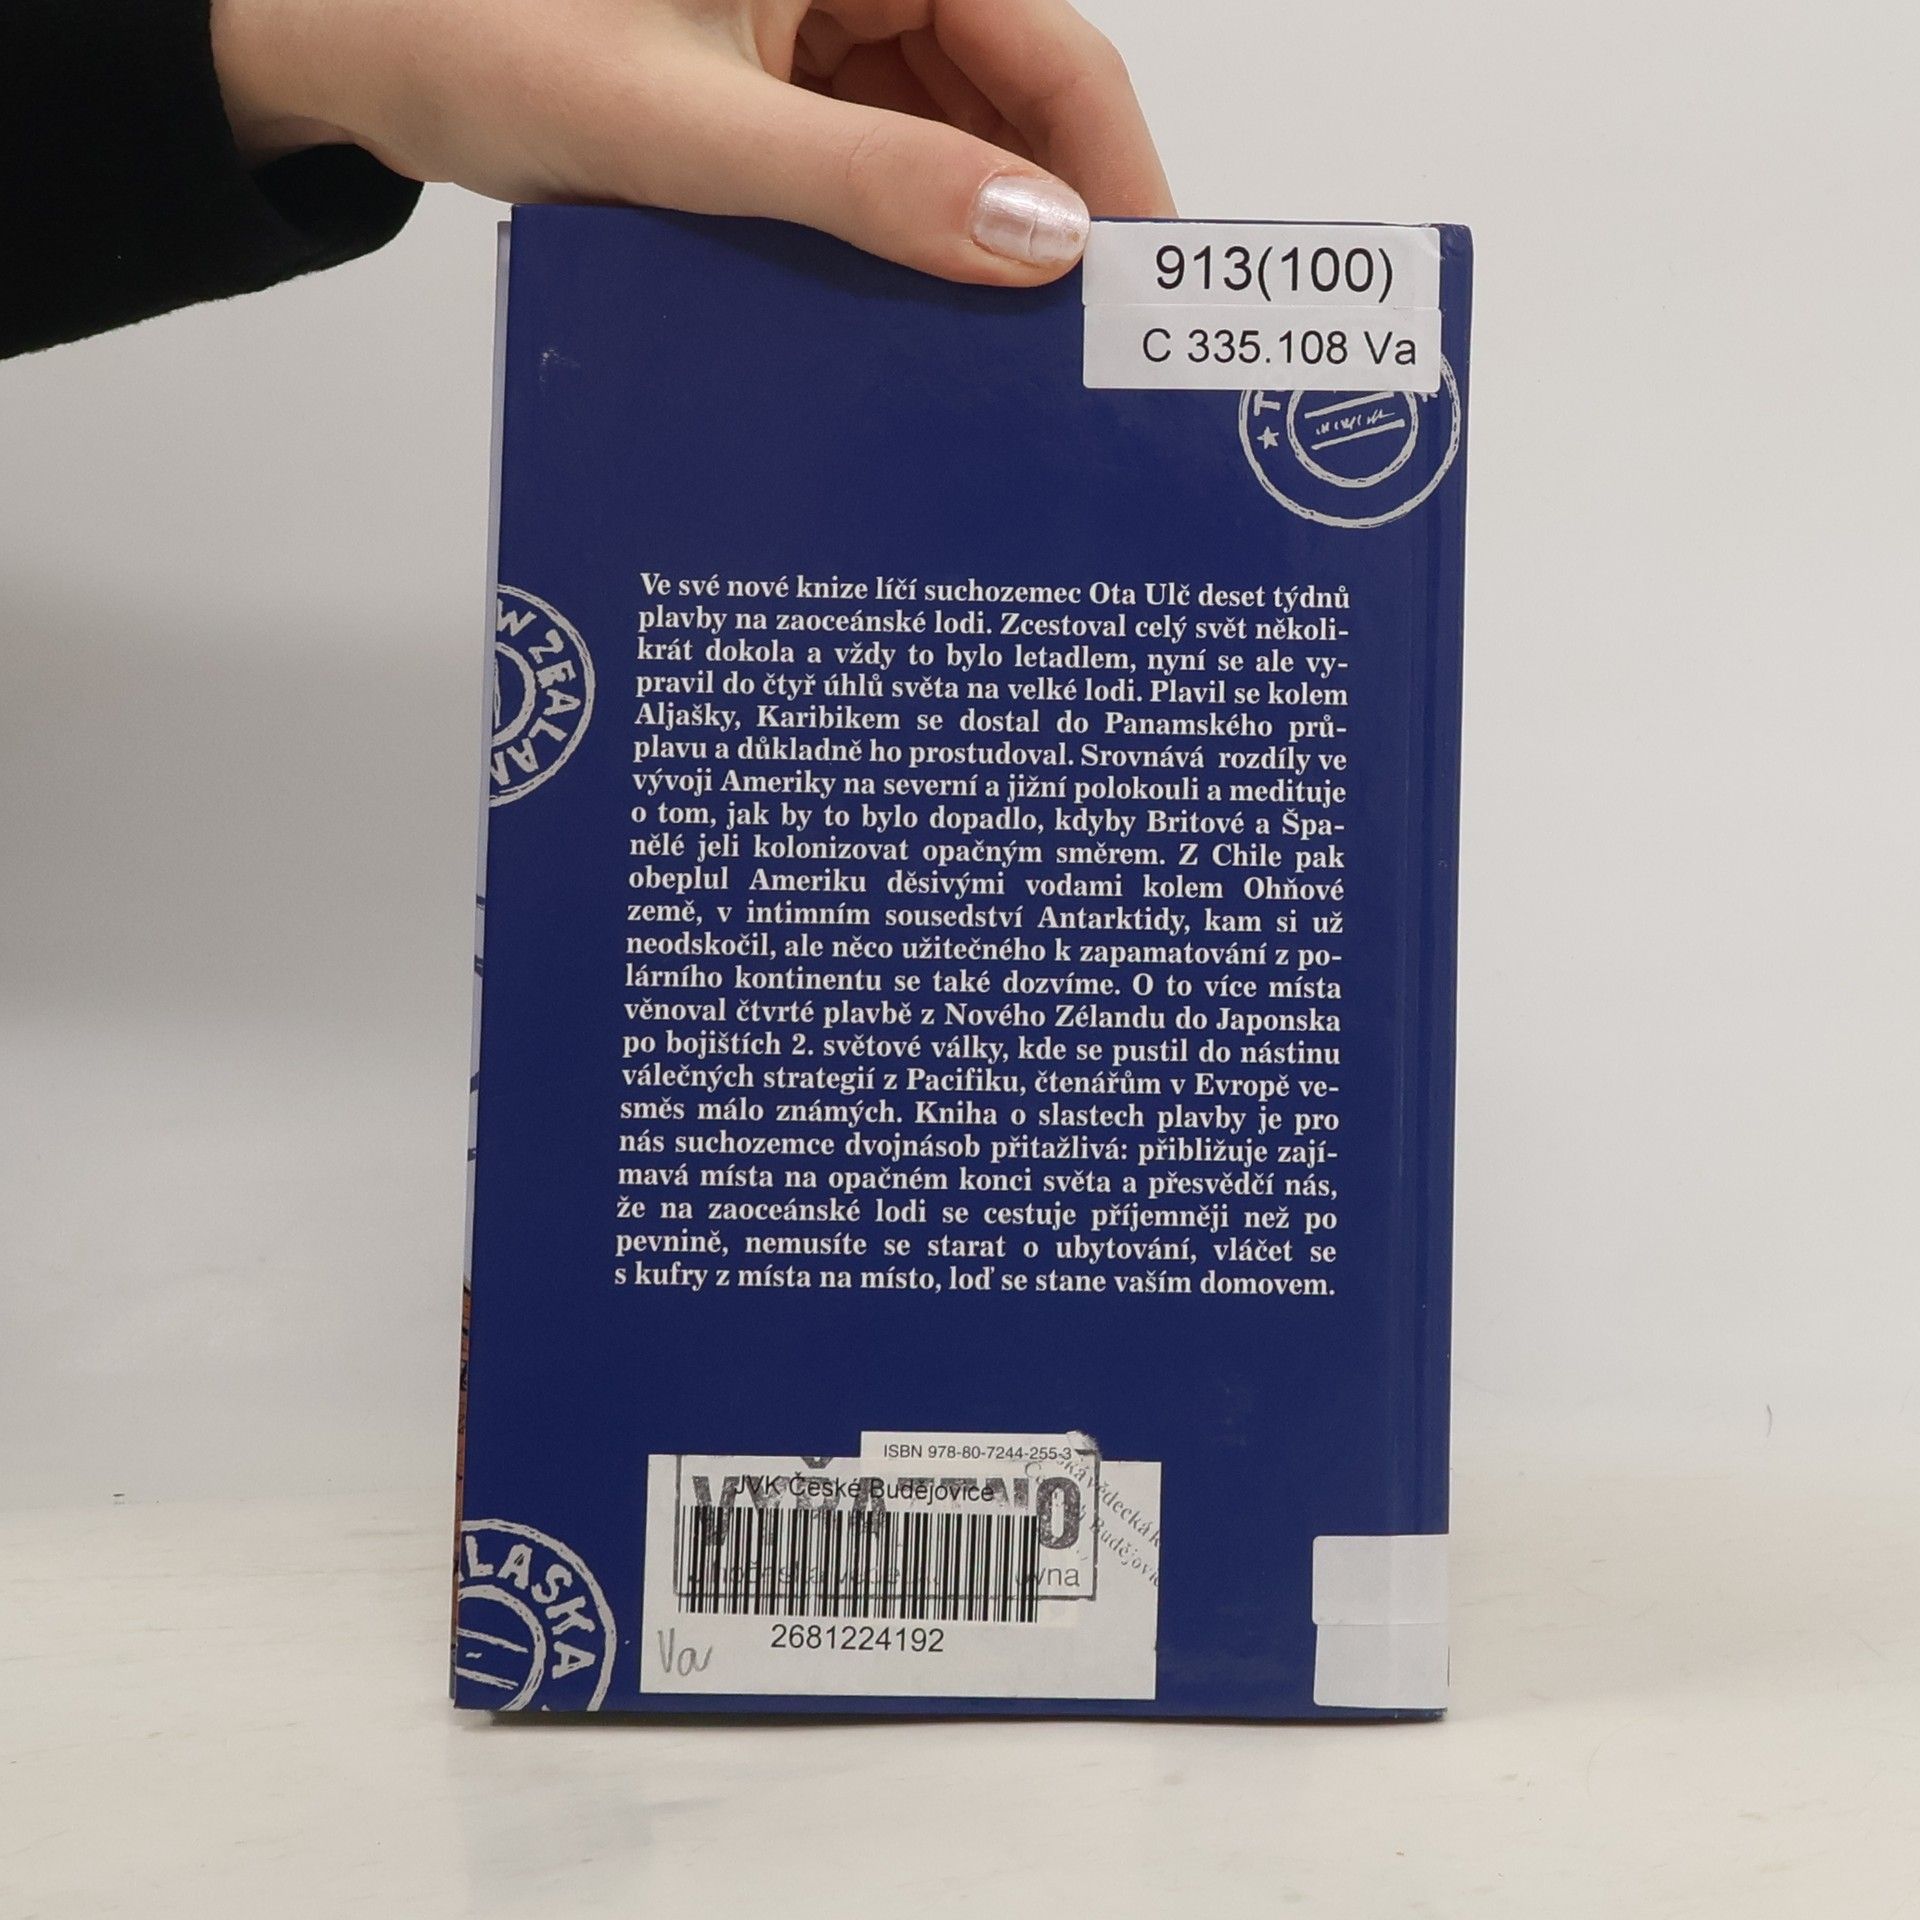 913(100)
C 335.108 Va
W ZEALAN
Ve své nové knize líčí suchozemec Ota Ulč deset týdnů
plavby na zaoceánské lodi. Zcestoval celý svět několi-
krát dokola a vždy to bylo letadlem, nyní se ale vy-
pravil do čtyř úhlů světa na velké lodi. Plavil se kolem
Aljašky, Karibikem se dostal do Panamského prů-
plavu a důkladně ho prostudoval. Srovnává rozdíly ve
vývoji Ameriky na severní a jižní polokouli a medituje
o tom, jak by to bylo dopadlo, kdyby Britové a Špa-
nělé jeli kolonizovat opačným směrem. Z Chile pak
obeplul Ameriku děsivými vodami kolem Ohňové
země, v intimním sousedství Antarktidy, kam si už
neodskočil, ale něco užitečného k zapamatování z po-
lárního kontinentu se také dozvíme. O to více místa
věnoval čtvrté plavbě z Nového Zélandu do Japonska
po bojištích 2. světové války, kde se pustil do nástinu
válečných strategií z Pacifiku, čtenářům v Evropě ve-
směs málo známých. Kniha o slastech plavby je pro
nás suchozemce dvojnásob přitažlivá: přibližuje zají-
mavá místa na opačném konci světa a přesvědčí nás,
že na zaoceánské lodi se cestuje příjemněji než po
pevnině, nemusíte se starat o ubytování, vláčet se
s kufry z místa na místo, loď se stane vaším domovem.
ISBN 978-80-7244-255-3
JVK České Budějovice
2681224192
Va
LASKA